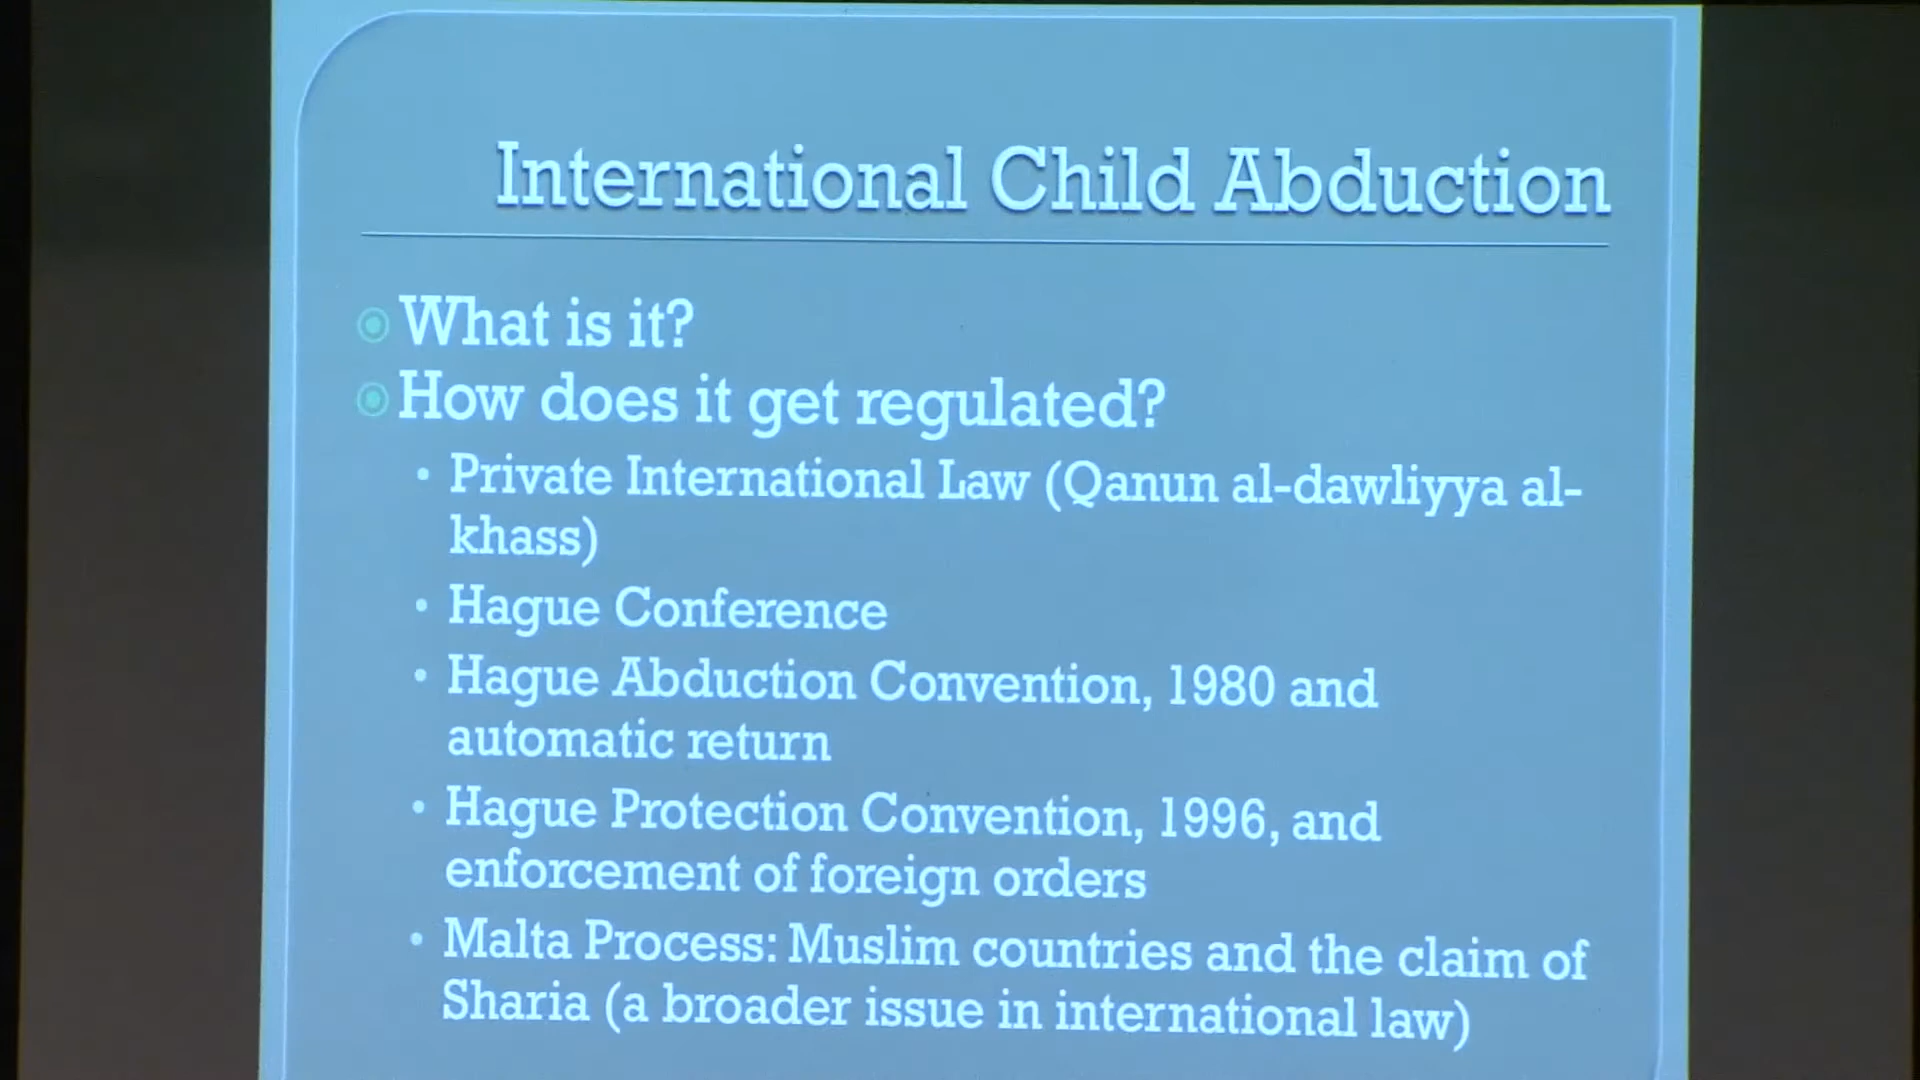 International Child Abduction
What is it?
How does it get regulated?
Private International Law (Qanun al-dawliyya al-
khass)
Hague Conference
Hague Abduction Convention, 1980 and
automatic return
Hague Protection Convention, 1996, and
enforcement of foreign orders
Malta Process: Muslim countries and the claim of
Sharia (a broader issue in international law)